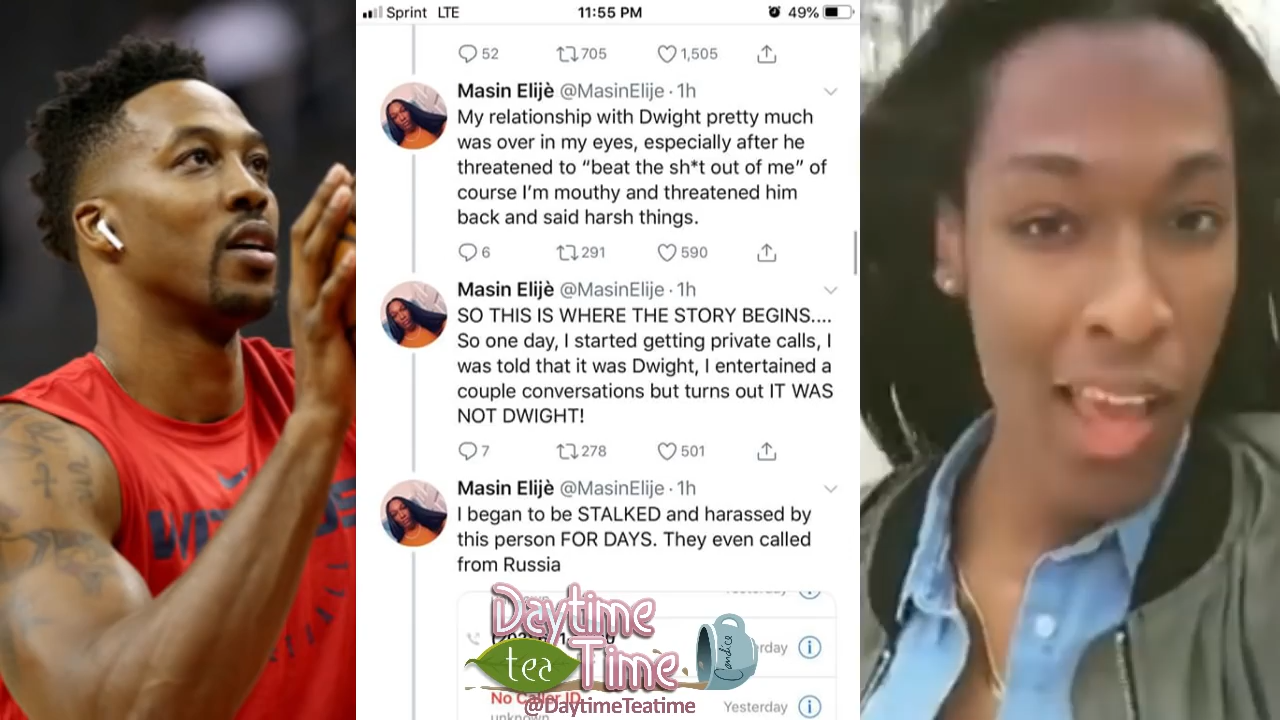 Sprint LTE 11:55 PM 49%
52 705 1,505
Masin Elijè @MasinElije · 1h
My relationship with Dwight pretty much
was over in my eyes, especially after he
threatened to “beat the sh*t out of me” of
course I'm mouthy and threatened him
back and said harsh things.
6 291 590
Masin Elijè @MasinElije · 1h
SO THIS IS WHERE THE STORY BEGINS....
So one day, I started getting private calls, I
was told that it was Dwight, I entertained a
couple conversations but turns out IT WAS
NOT DWIGHT!
7 278 501
Masin Elijè @MasinElije · 1h
I began to be STALKED and harassed by
this person FOR DAYS. They even called
from Russia
Yesterday
Daytime
tea Time
Candice
No Caller ID
unknown
Yesterday
@DaytimeTeatime